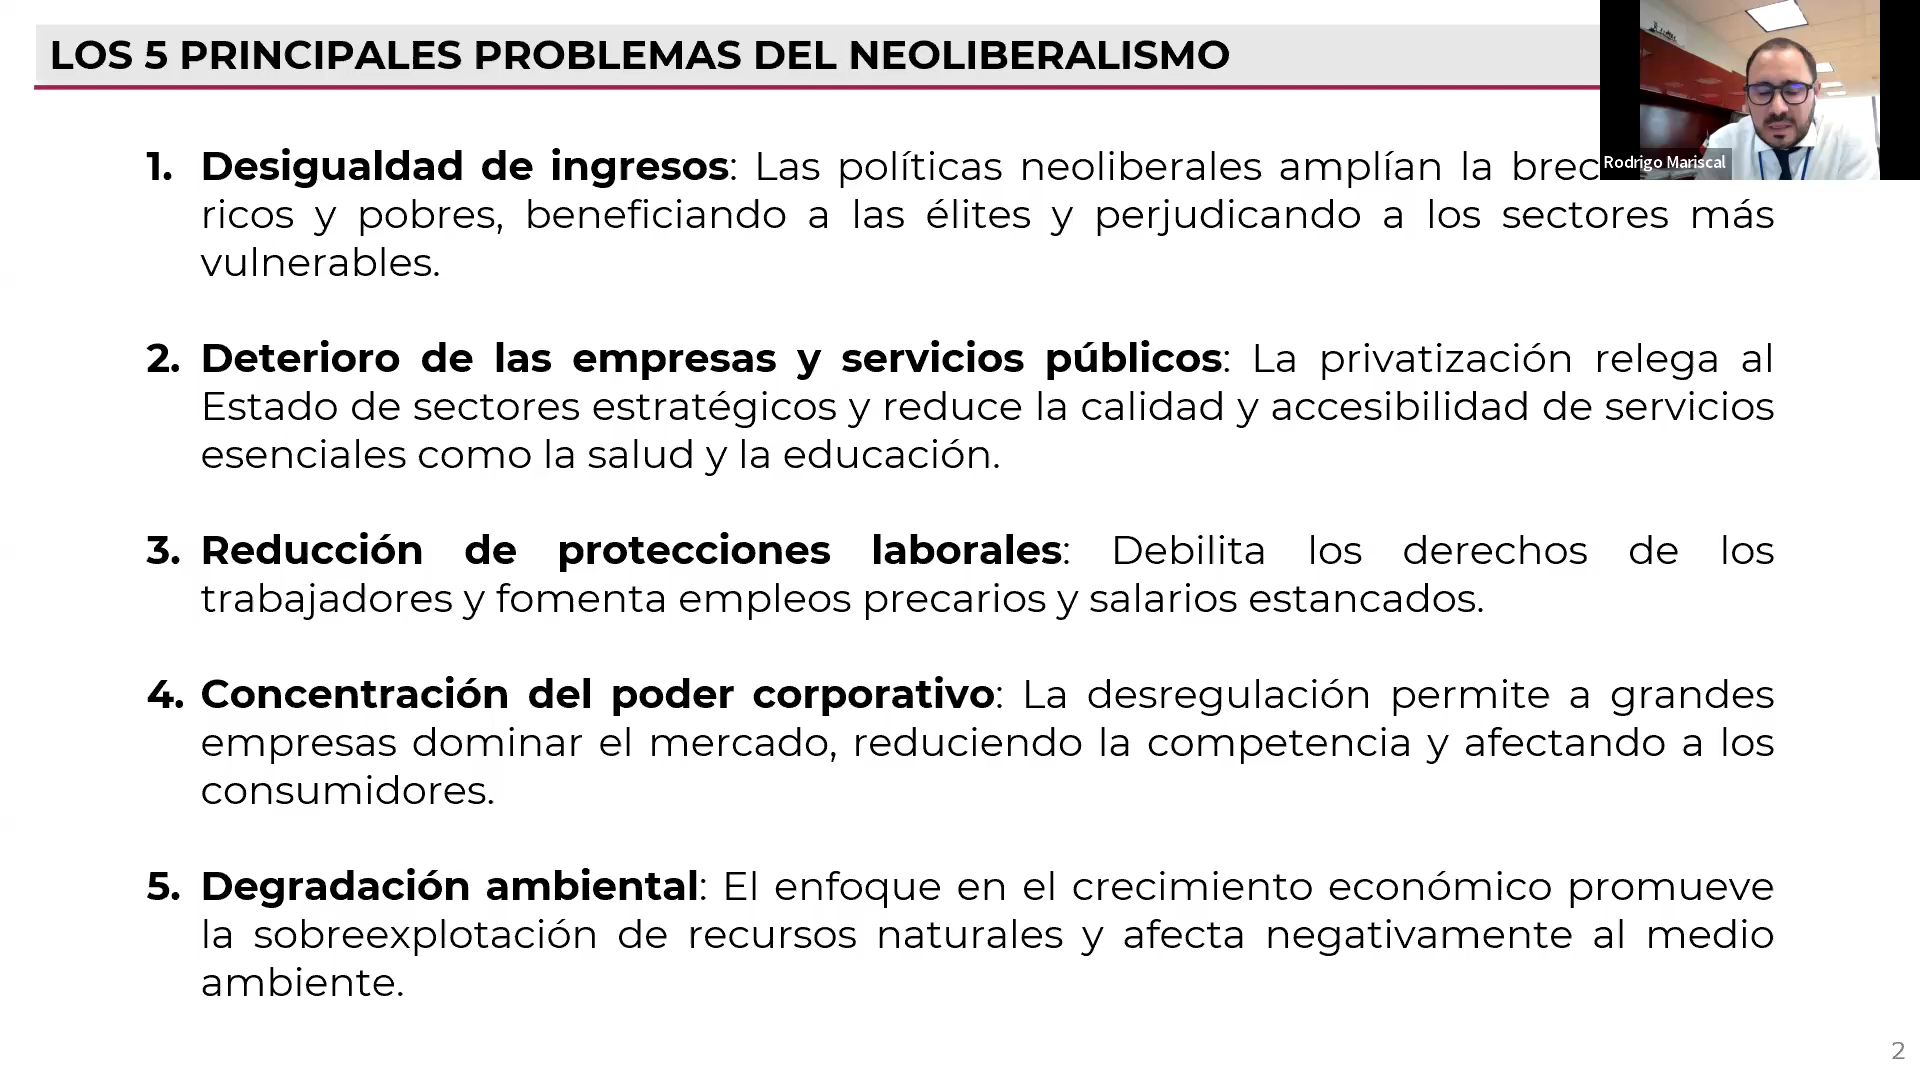 LOS 5 PRINCIPALES PROBLEMAS DEL NEOLIBERALISMO
Rodrigo Mariscal
1. Desigualdad de ingresos: Las políticas neoliberales amplían la
ricos y pobres, beneficiando a las élites y perjudicando a los sectores más
vulnerables.
2. Deterioro de las empresas y servicios públicos: La privatización relega al
Estado de sectores estratégicos y reduce la calidad y accesibilidad de servicios
esenciales como la salud y la educación.
3. Reducción de protecciones laborales: Debilita los derechos de los
trabajadores y fomenta empleos precarios y salarios estancados.
4. Concentración del poder corporativo: La desregulación permite a grandes
empresas dominar el mercado, reduciendo la competencia y afectando a los
consumidores.
5. Degradación ambiental: El enfoque en el crecimiento económico promueve
la sobreexplotación de recursos naturales y afecta negativamente al medio
ambiente.
2